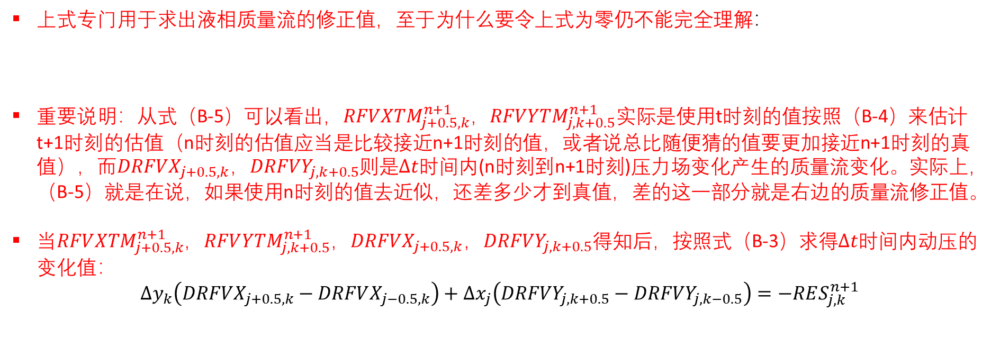 ▪ 上式专门用于求出液相质量流的修正值，至于为什么要令上式为零仍不能完全理解：
▪ 重要说明：从式（B-5）可以看出，$RFVXTM_{j+0.5,k}^{n+1}$，$RFVYTM_{j,k+0.5}^{n+1}$实际是使用t时刻的值按照（B-4）来估计
t+1时刻的估值（n时刻的估值应当是比较接近n+1时刻的值，或者说总比随便猜的值要更加接近n+1时刻的真
值），而$DRFVX_{j+0.5,k}$，$DRFVY_{j,k+0.5}$则是Δ$t$时间内(n时刻到n+1时刻)压力场变化产生的质量流变化。实际上，
（B-5）就是在说，如果使用n时刻的值去近似，还差多少才到真值，差的这一部分就是右边的质量流修正值。
▪ 当$RFVXTM_{j+0.5,k}^{n+1}$，$RFVYTM_{j,k+0.5}^{n+1}$，$DRFVX_{j+0.5,k}$，$DRFVY_{j,k+0.5}$得知后，按照式（B-3）求得Δ$t$时间内动压的
变化值：
$\Delta y_k(DRFVX_{j+0.5,k} - DRFVX_{j-0.5,k}) + \Delta x_j(DRFVY_{j,k+0.5} - DRFVY_{j,k-0.5}) = -RES_{j,k}^{n+1}$